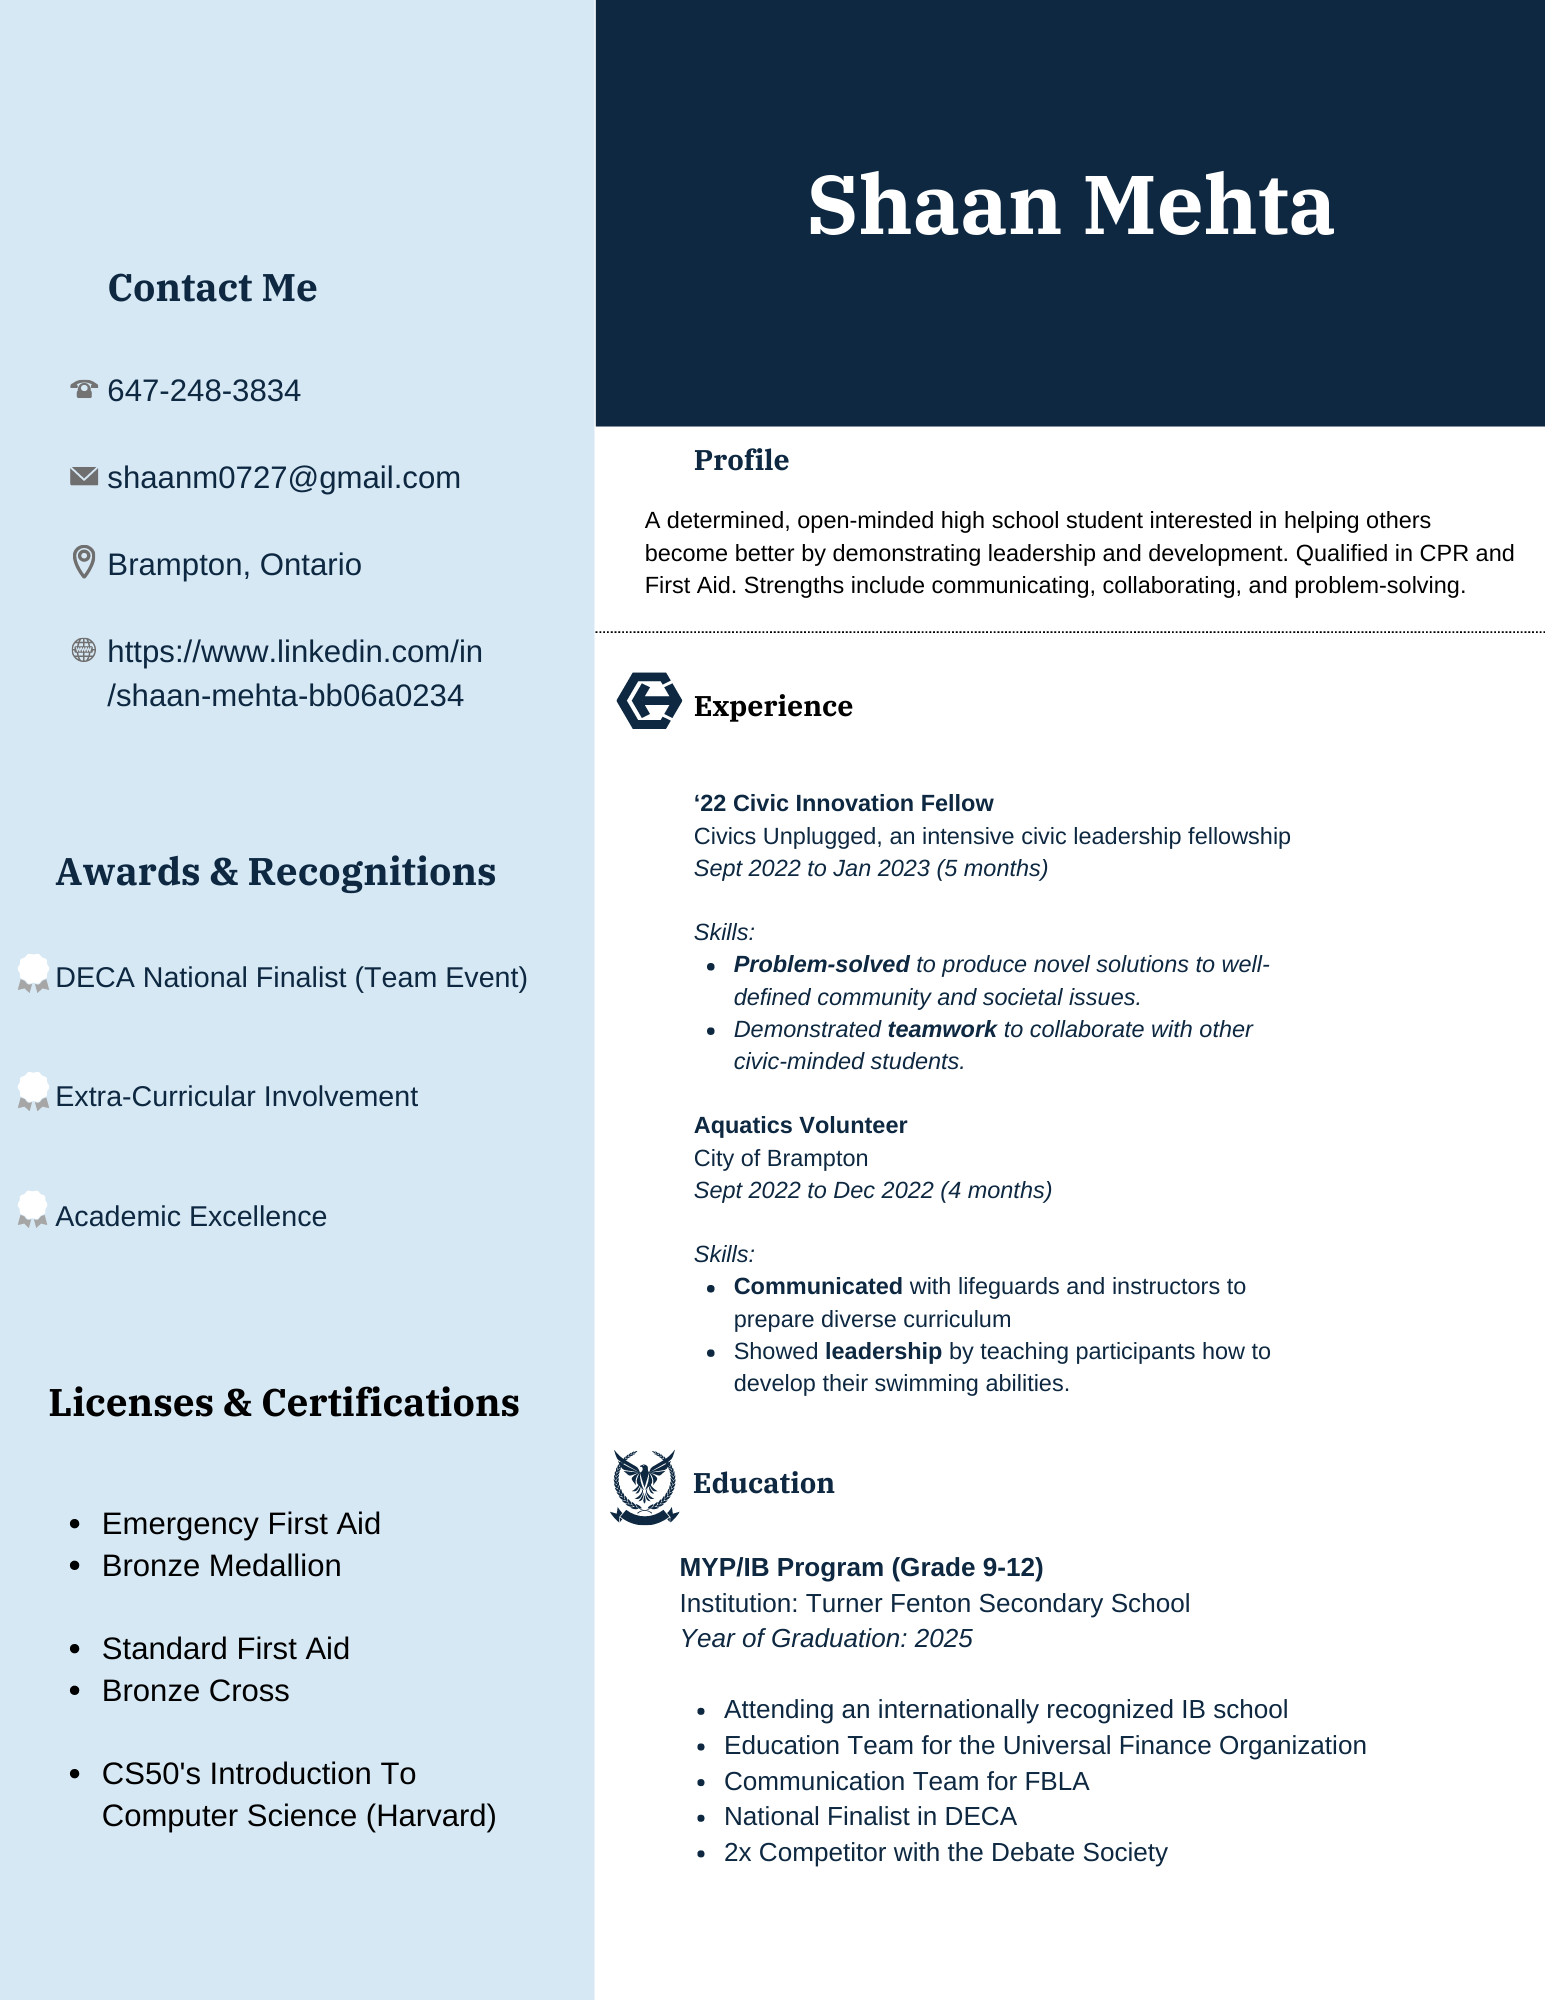 Shaan Mehta
Contact Me
647-248-3834
shaanm0727@gmail.com
Brampton, Ontario
https://www.linkedin.com/in
/shaan-mehta-bb06a0234
Awards & Recognitions
DECA National Finalist (Team Event)
Extra-Curricular Involvement
Academic Excellence
Licenses & Certifications
• Emergency First Aid
• Bronze Medallion
• Standard First Aid
• Bronze Cross
• CS50's Introduction To
Computer Science (Harvard)
Profile
A determined, open-minded high school student interested in helping others
become better by demonstrating leadership and development. Qualified in CPR and
First Aid. Strengths include communicating, collaborating, and problem-solving.
Experience
‘22 Civic Innovation Fellow
Civics Unplugged, an intensive civic leadership fellowship
Sept 2022 to Jan 2023 (5 months)
Skills:
• Problem-solved to produce novel solutions to well-
defined community and societal issues.
• Demonstrated teamwork to collaborate with other
civic-minded students.
Aquatics Volunteer
City of Brampton
Sept 2022 to Dec 2022 (4 months)
Skills:
• Communicated with lifeguards and instructors to
prepare diverse curriculum
• Showed leadership by teaching participants how to
develop their swimming abilities.
Education
MYP/IB Program (Grade 9-12)
Institution: Turner Fenton Secondary School
Year of Graduation: 2025
• Attending an internationally recognized IB school
• Education Team for the Universal Finance Organization
• Communication Team for FBLA
• National Finalist in DECA
• 2x Competitor with the Debate Society